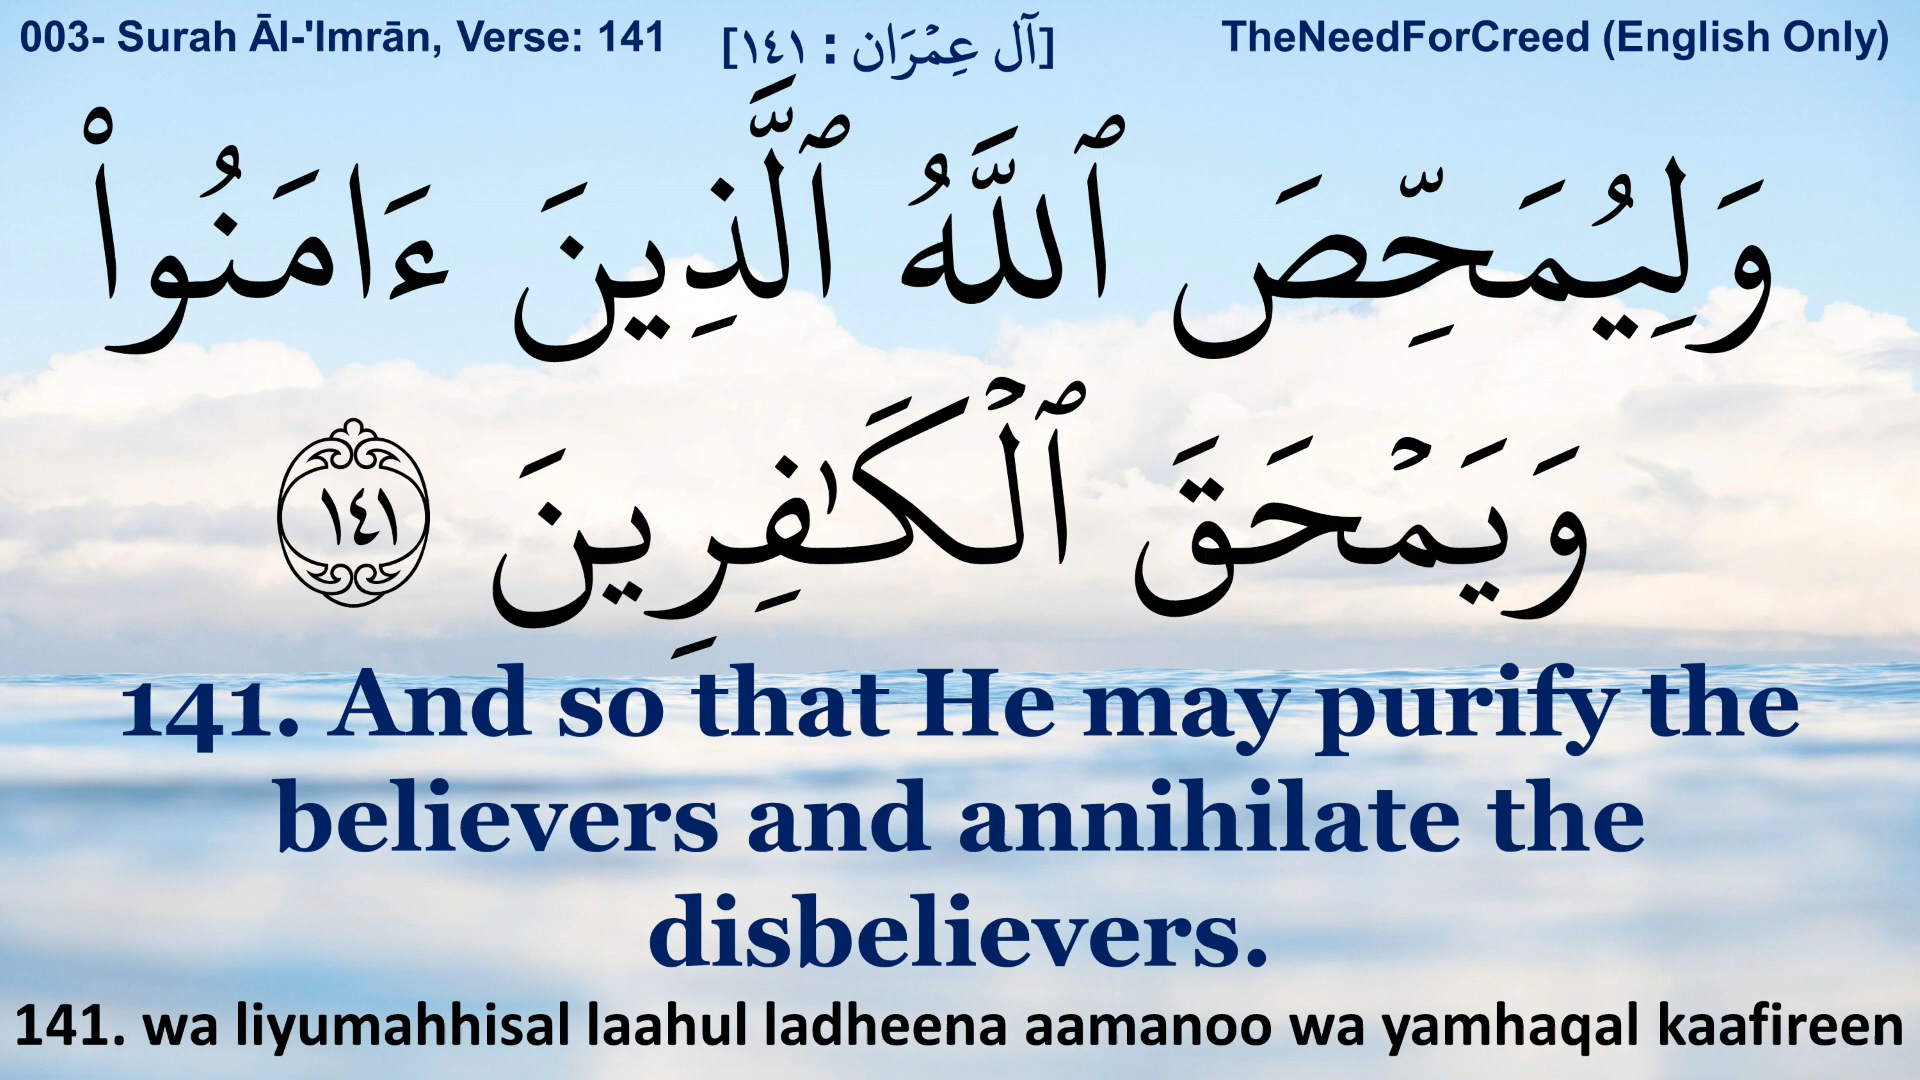 003- Surah Āl-'Imrān, Verse: 141 [آل عِمۡرَان : ١٤١] TheNeedForCreed (English Only)
وَلِيُمَحِّصَ ٱللَّهُ ٱلَّذِينَ ءَامَنُواْ
وَيَمۡحَقَ ٱلۡكَـٰفِرِينَ ١٤١
141. And so that He may purify the
believers and annihilate the
disbelievers.
141. wa liyumahhisal laahul ladheena aamanoo wa yamhaqal kaafireen